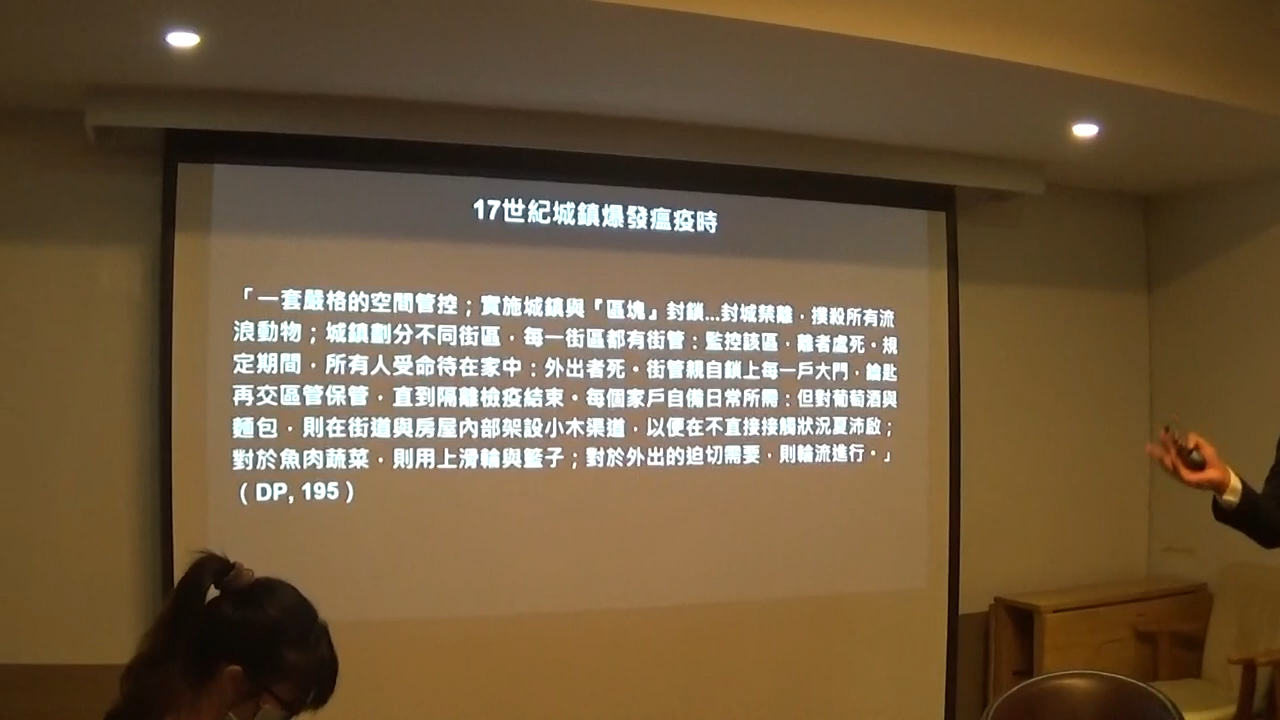 17世紀城鎮爆發瘟疫時
「一套嚴格的空間管控；實施城鎮與『區塊』封鎖...封城禁離，撲殺所有流
浪動物；城鎮劃分不同街區，每一街區都有街管：監控該區，離者處死。規
定期間，所有人受命待在家中：外出者死。街管親自鎖上每一戶大門，鑰匙
再交區管保管，直到隔離檢疫結束。每個家戶自備日常所需：但對葡萄酒與
麵包，則在街道與房屋內部架設小木渠道，以便在不直接接觸狀況夏沛啟；
對於魚肉蔬菜，則用上滑輪與籃子；對於外出的迫切需要，則輪流進行。」
（DP, 195）